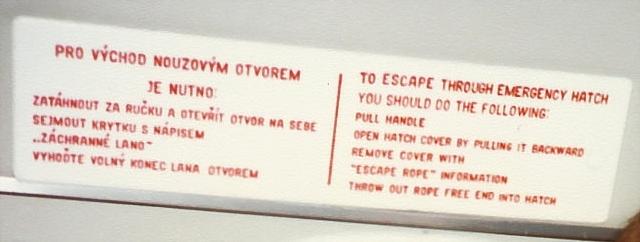 PRO VÝCHOD NOUZOVÝM OTVOREM
JE NUTNO:
ZATÁHNOUT ZA RUČKU A OTEVŘÍT OTVOR NA SEBE
SEJMOUT KRYTKU S NÁPISEM
„ZÁCHRANNÉ LANO"
VYHOĎTE VOLNÝ KONEC LANA OTVOREM
TO ESCAPE THROUGH EMERGENCY HATCH
YOU SHOULD DO THE FOLLOWING:
PULL HANDLE
OPEN HATCH COVER BY PULLING IT BACKWARD
REMOVE COVER WITH
"ESCAPE ROPE" INFORMATION
THROW OUT ROPE FREE END INTO HATCH